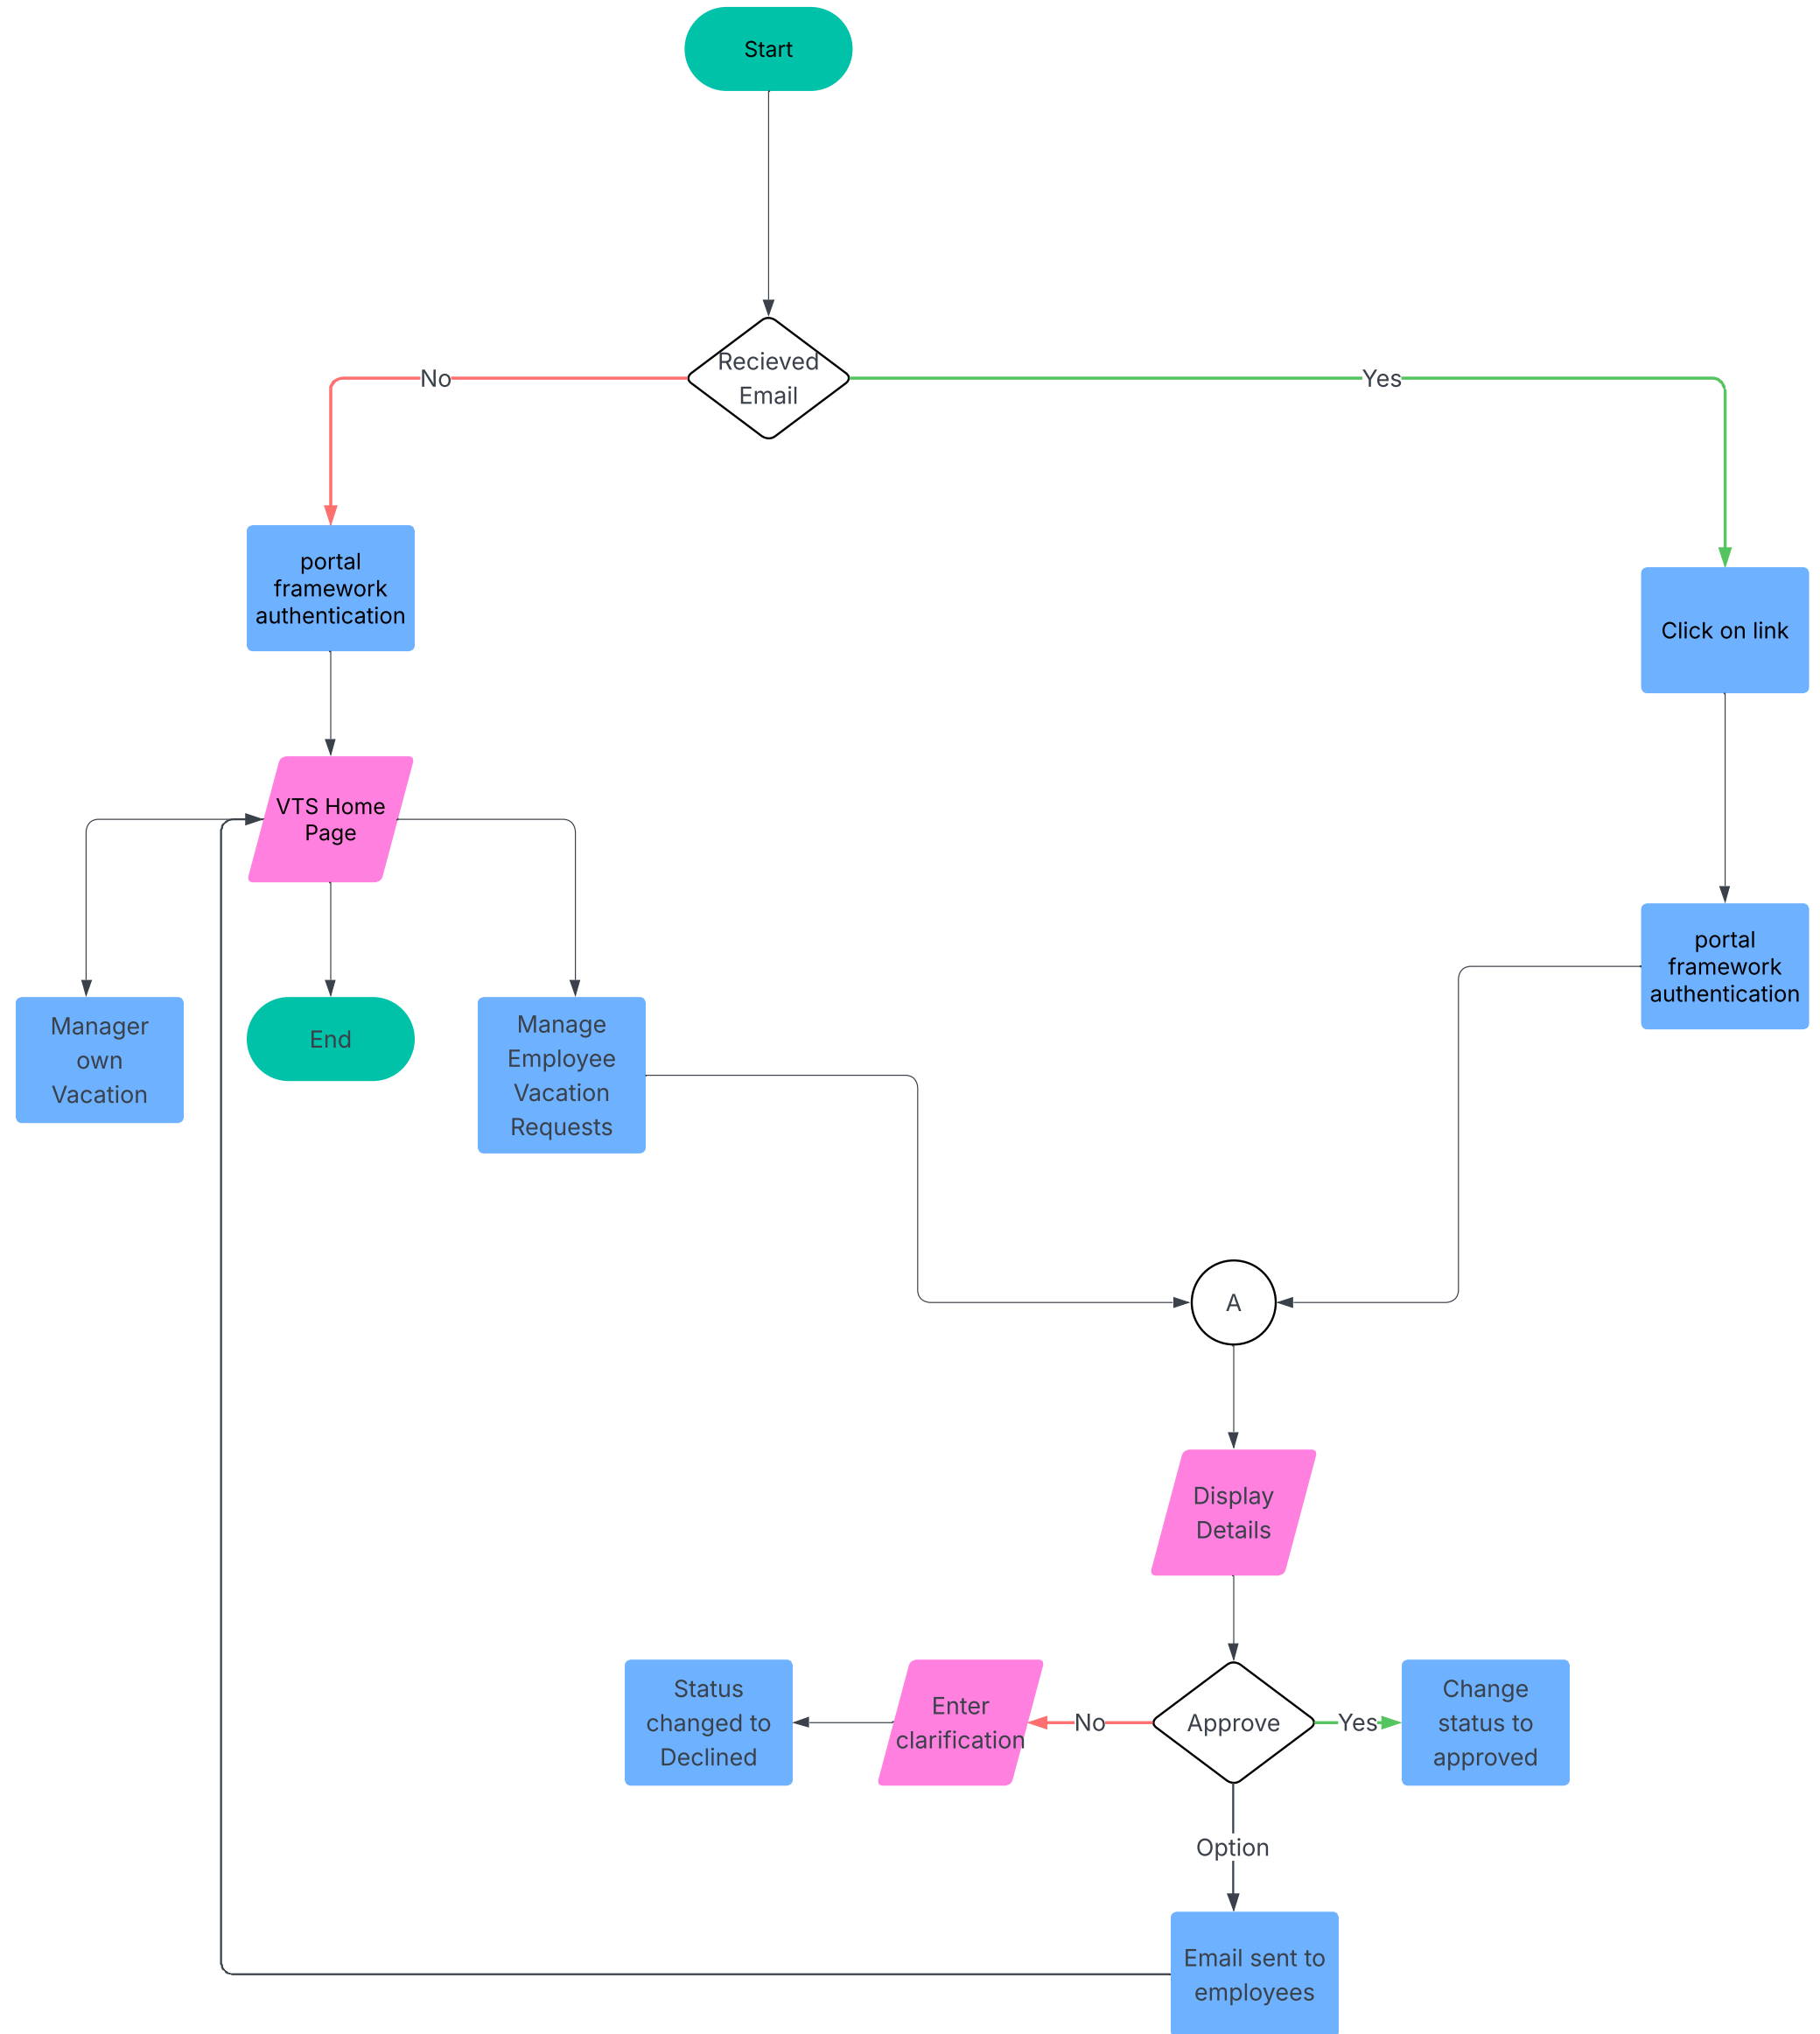 Start
Recieved
Email
No
Yes
portal
framework
authentication
Click on link
VTS Home
Page
portal
framework
authentication
Manager
own
Vacation
End
Manage
Employee
Vacation
Requests
A
Display
Details
Status
changed to
Declined
Enter
clarification
No
Approve
Yes
Change
status to
approved
Option
Email sent to
employees